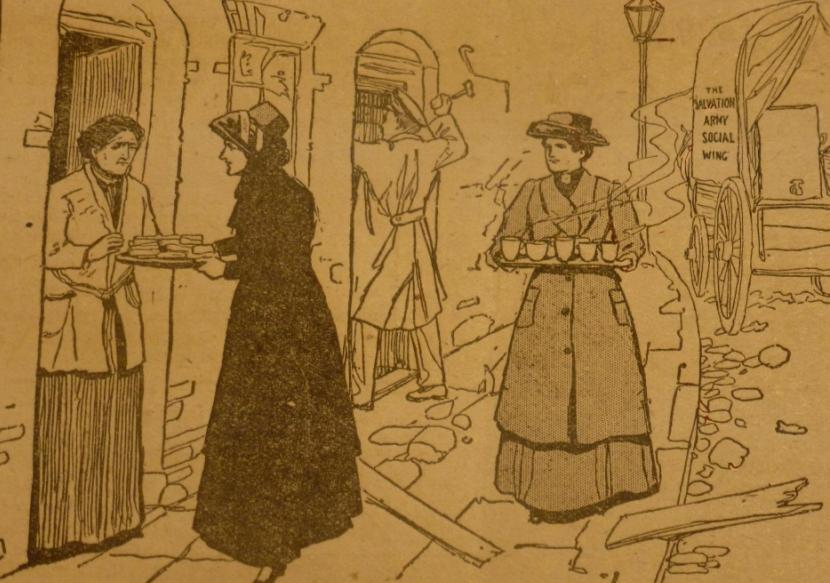 THE
SALVATION
ARMY
SOCIAL
WING